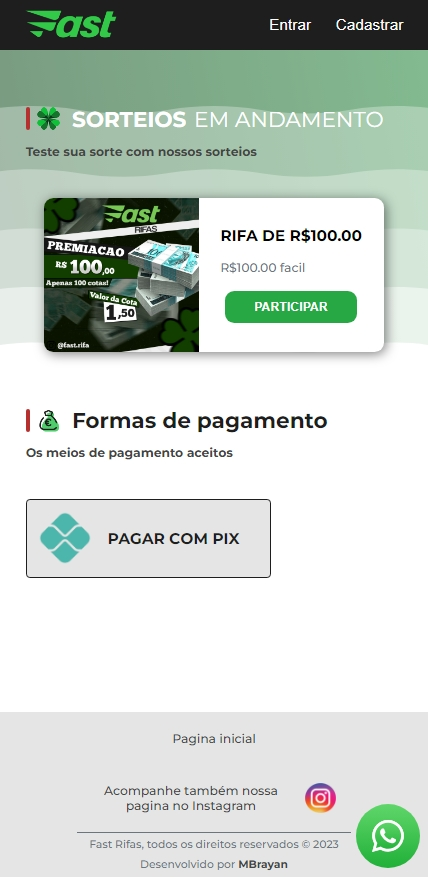 Fast
Entrar
Cadastrar
SORTEIOS EM ANDAMENTO
Teste sua sorte com nossos sorteios
Fast
RIFAS
PREMIACAO
R$ 100,00
Apenas 100 cotas!
Valor da Cota
1,50
@fast.rifa
RIFA DE R$100.00
R$100.00 facil
PARTICIPAR
Formas de pagamento
Os meios de pagamento aceitos
PAGAR COM PIX
Pagina inicial
Acompanhe também nossa
pagina no Instagram
Fast Rifas, todos os direitos reservados © 2023
Desenvolvido por MBrayan